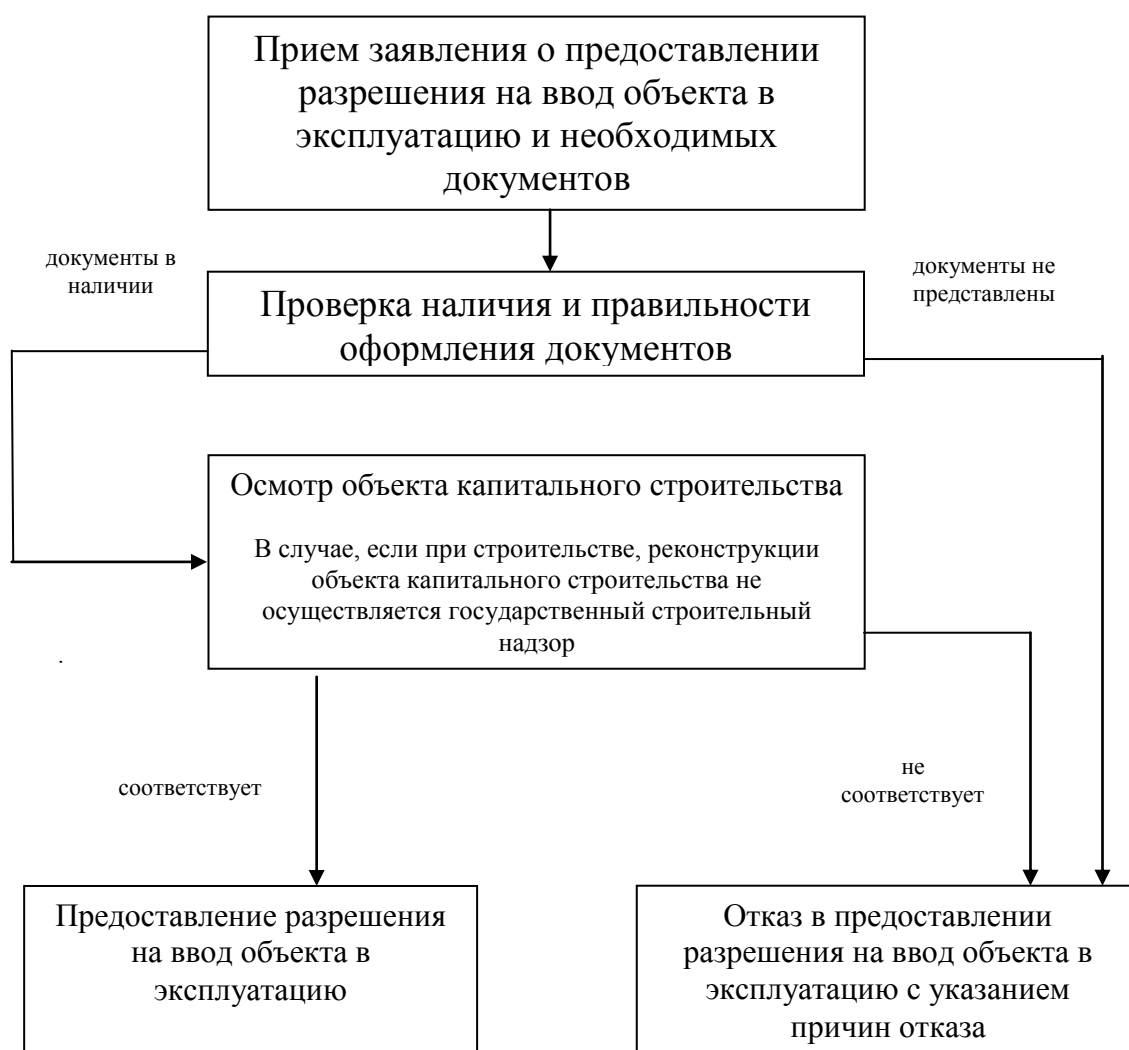 Прием заявления о предоставлении
разрешения на ввод объекта в
эксплуатацию и необходимых
документов
документы в
наличии
документы не
представлены
Проверка наличия и правильности
оформления документов
Осмотр объекта капитального строительства
В случае, если при строительстве, реконструкции
объекта капитального строительства не
осуществляется государственный строительный
надзор
.
соответствует
не
соответствует
Предоставление разрешения
на ввод объекта в
эксплуатацию
Отказ в предоставлении
разрешения на ввод объекта в
эксплуатацию с указанием
причин отказа